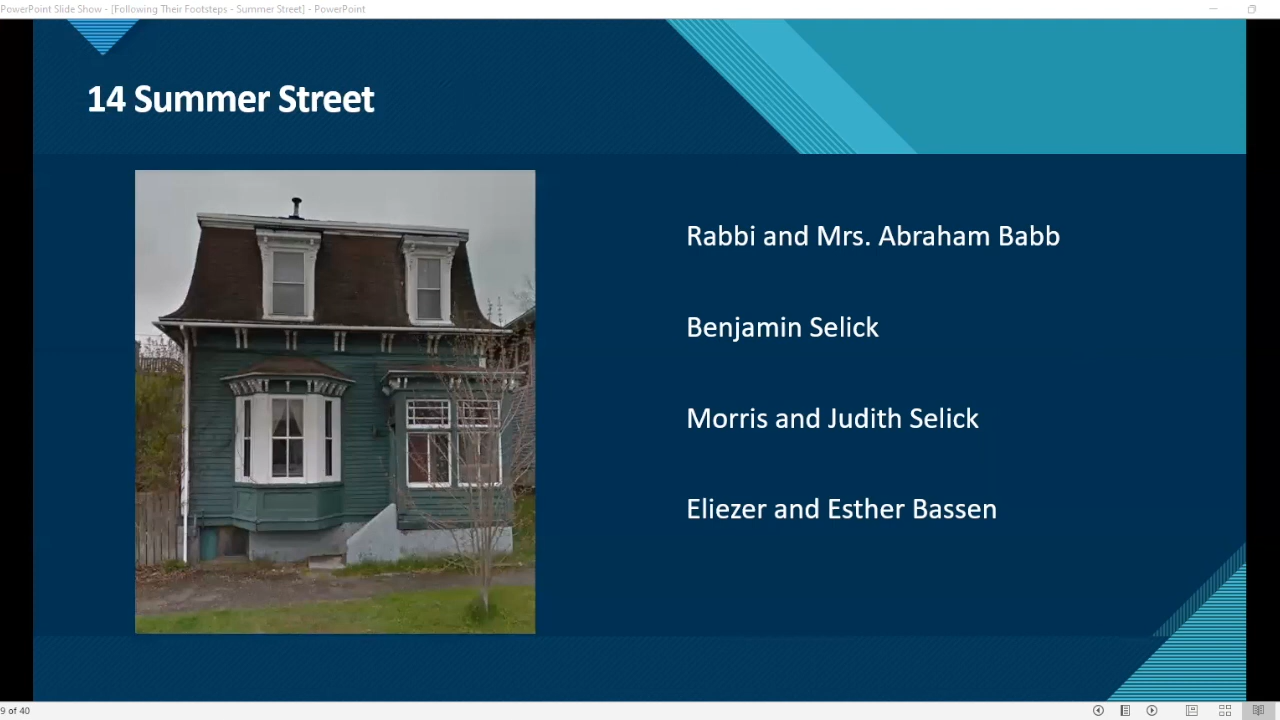 PowerPoint Slide Show - [Following Their Footsteps - Summer Street] - PowerPoint
14 Summer Street
Rabbi and Mrs. Abraham Babb
Benjamin Selick
Morris and Judith Selick
Eliezer and Esther Bassen
9 of 40